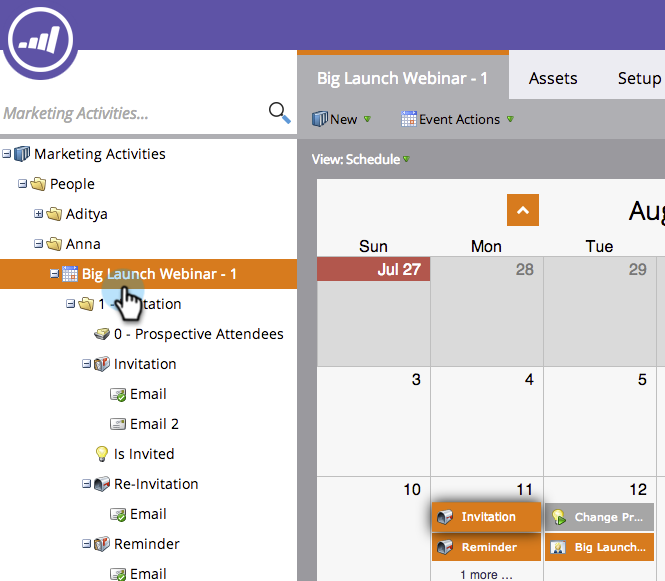 Big Launch Webinar - 1
Assets
Setup
Marketing Activities...
New
Event Actions
View: Schedule
Marketing Activities
People
Aditya
Anna
Big Launch Webinar - 1
1 -
0 - Prospective Attendees
Invitation
Email
Email 2
Is Invited
Re-Invitation
Email
Reminder
Email
Aug
Sun
Mon
Tue
Jul 27
28
29
3
4
5
10
11
12
Invitation
Change Pr...
Reminder
Big Launch...
1 more ...